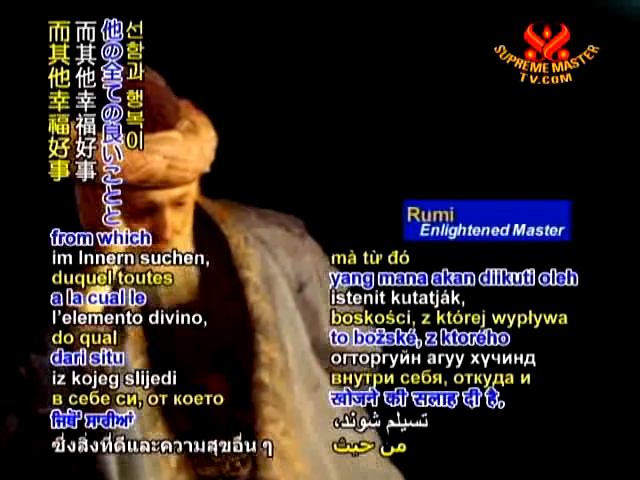 선함과 행복이
他の全ての良いことと
而其他幸福好事
而其他幸福好事
SUPREME MASTER
TV.COM
Rumi
Enlightened Master
from which
im Innern suchen,
duquel toutes
a la cual le
l'elemento divino,
do qual
dari situ
iz kojeg slijedi
в себе си, от което
ਜਿਥੋਂ ਸਾਰੀਆਂ
ซึ่งสิ่งที่ดีและความสุขอื่น ๆ
mà từ đó
yang mana akan diikuti oleh
istenit kutatják,
boskości, z której wypływa
to božské, z ktorého
огторгуйн агуу хүчинд
внутри себя, откуда и
खोजने की सलाह दी है,
تسیلم شوند،
من حيث